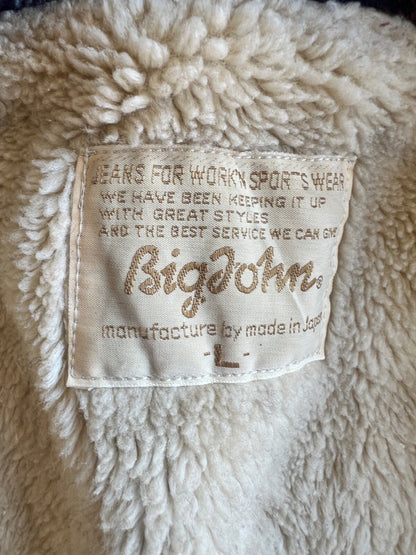 JEANS FOR WORK'N SPORTS WEAR.
WE HAVE BEEN KEEPING IT UP
WITH GREAT STYLES
AND THE BEST SERVICE WE CAN GIVE
BigJohn®
manufacture by made in Japan
-L-